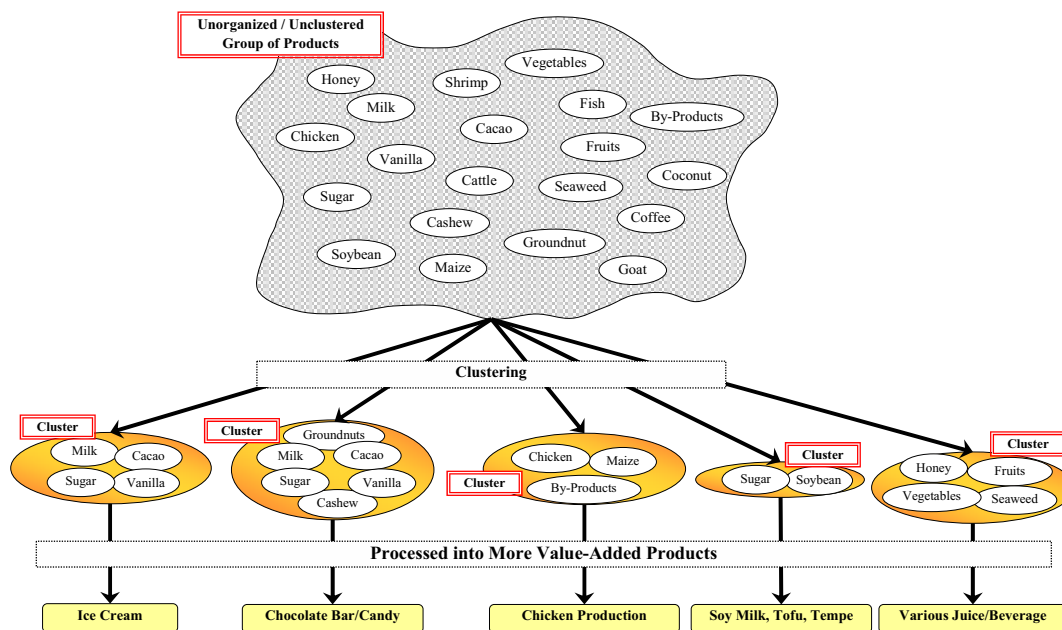 Unorganized / Unclustered
Group of Products
Vegetables
Honey
Shrimp
Milk
Fish
By-Products
Chicken
Cacao
Fruits
Vanilla
Cattle
Seaweed
Coconut
Sugar
Cashew
Coffee
Soybean
Groundnut
Maize
Goat
Clustering
Cluster
Milk
Cacao
Sugar
Vanilla
Cluster
Groundnuts
Milk
Cacao
Sugar
Vanilla
Cashew
Chicken
Maize
Cluster
By-Products
Cluster
Sugar
Soybean
Cluster
Honey
Fruits
Vegetables
Seaweed
Processed into More Value-Added Products
Ice Cream
Chocolate Bar/Candy
Chicken Production
Soy Milk, Tofu, Tempe
Various Juice/Beverage